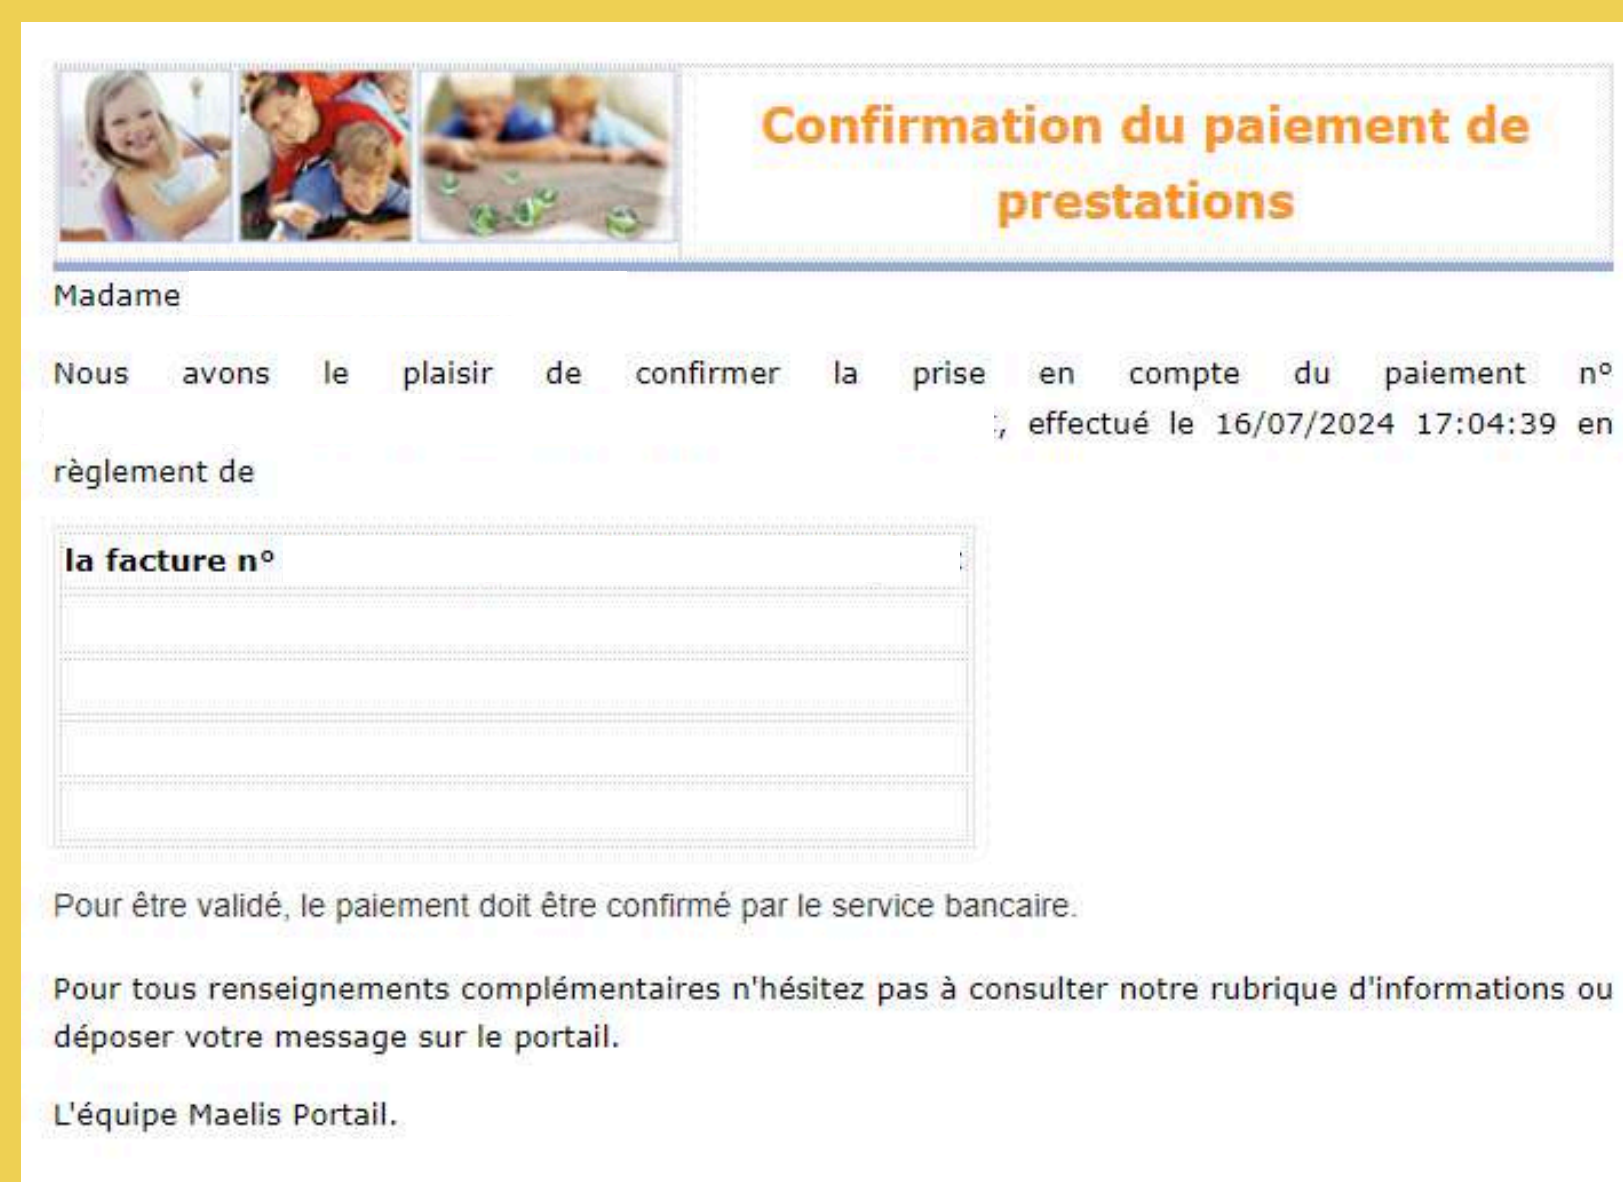 Confirmation du paiement de
prestations
Madame
Nous avons le plaisir de confirmer la prise en compte du paiement n°
, effectué le 16/07/2024 17:04:39 en
règlement de
la facture n° :
Pour être validé, le paiement doit être confirmé par le service bancaire.
Pour tous renseignements complémentaires n'hésitez pas à consulter notre rubrique d'informations ou
déposer votre message sur le portail.
L'équipe Maelis Portail.